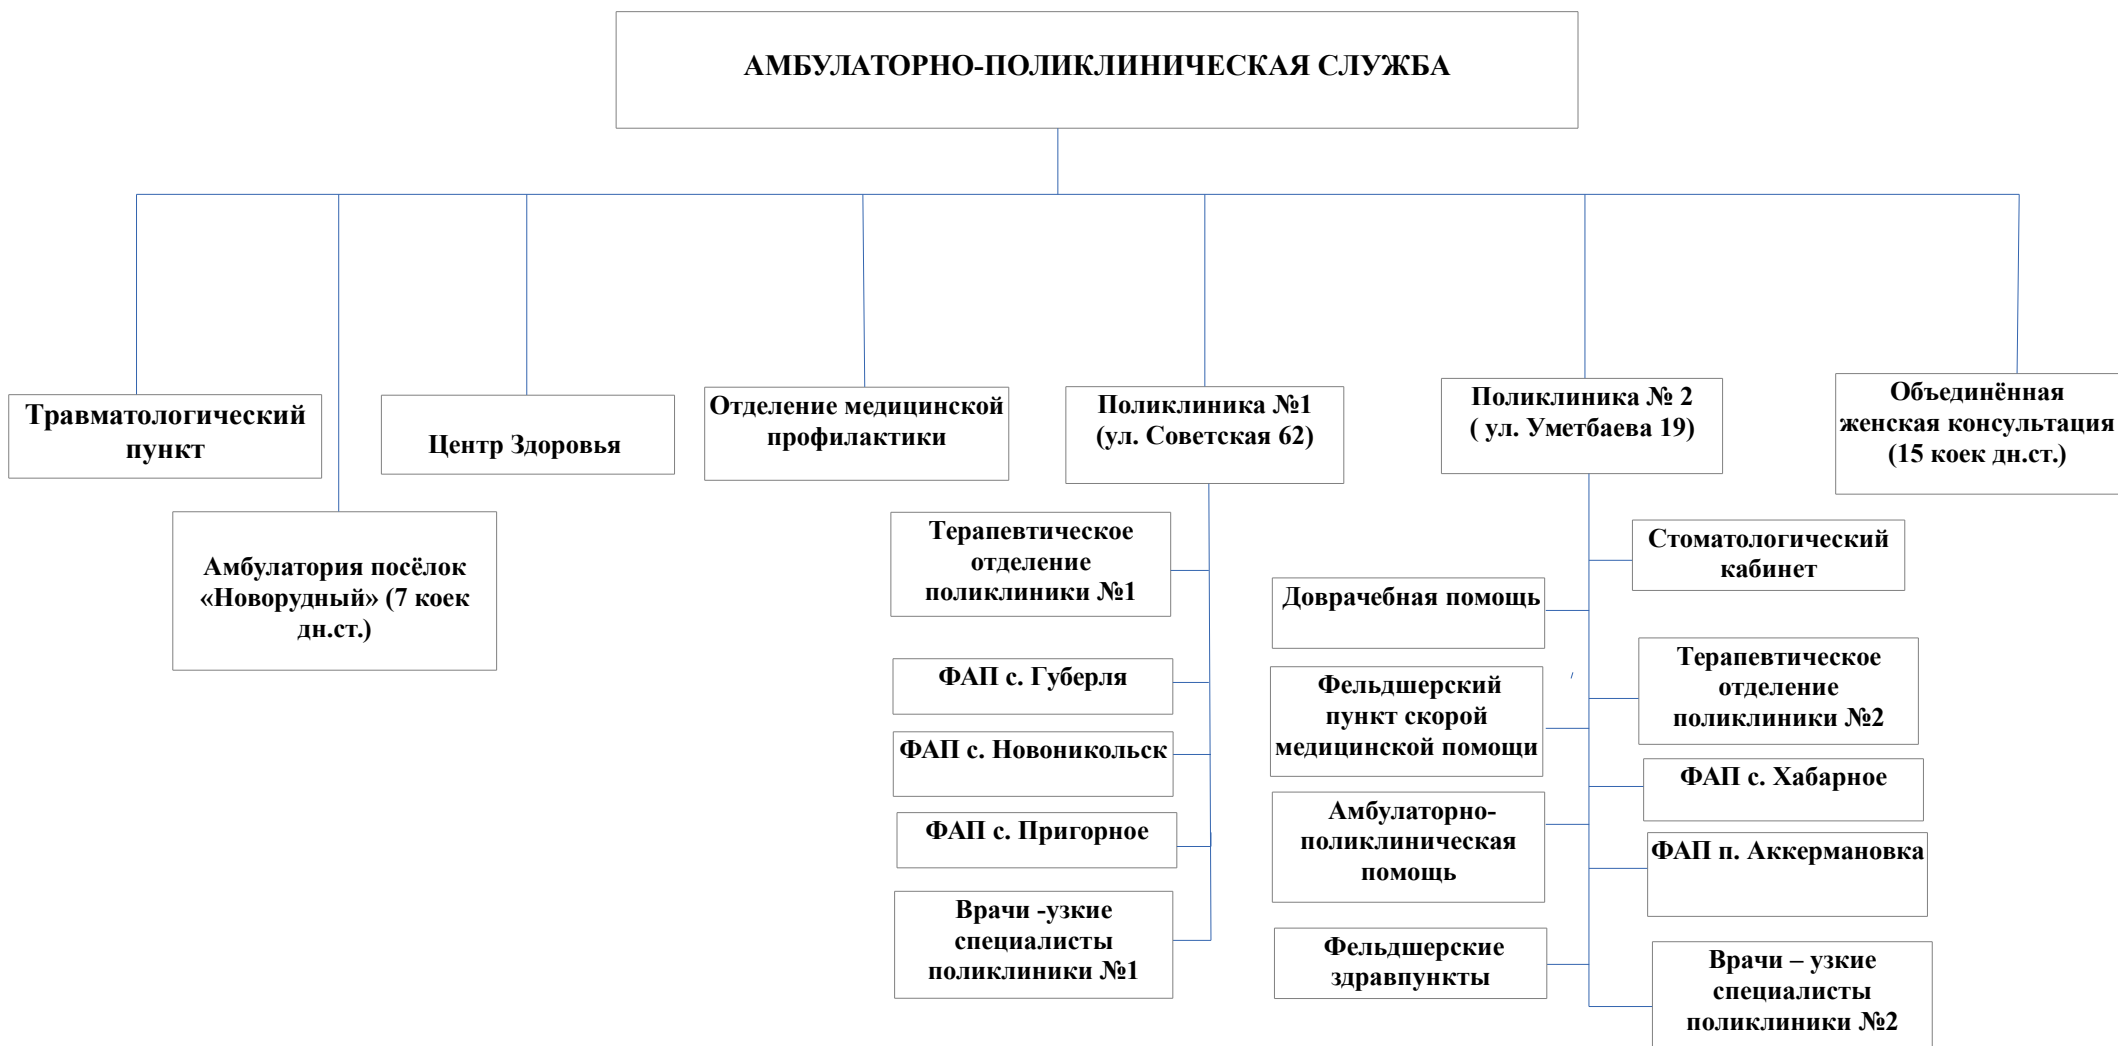 АМБУЛАТОРНО-ПОЛИКЛИНИЧЕСКАЯ СЛУЖБА
Травматологический
пункт
Амбулатория посёлок
«Новорудный» (7 коек
дн.ст.)
Центр Здоровья
Отделение медицинской
профилактики
Поликлиника №1
(ул. Советская 62)
Терапевтическое
отделение
поликлиники №1
ФАП с. Губерля
ФАП с. Новоникольск
ФАП с. Пригорное
Врачи -узкие
специалисты
поликлиники №1
Поликлиника № 2
( ул. Уметбаева 19)
Доврачебная помощь
Фельдшерский
пункт скорой
медицинской помощи
Амбулаторно-
поликлиническая
помощь
Фельдшерские
здравпункты
Стоматологический
кабинет
Терапевтическое
отделение
поликлиники №2
ФАП с. Хабарное
ФАП п. Аккермановка
Врачи – узкие
специалисты
поликлиники №2
Объединённая
женская консультация
(15 коек дн.ст.)